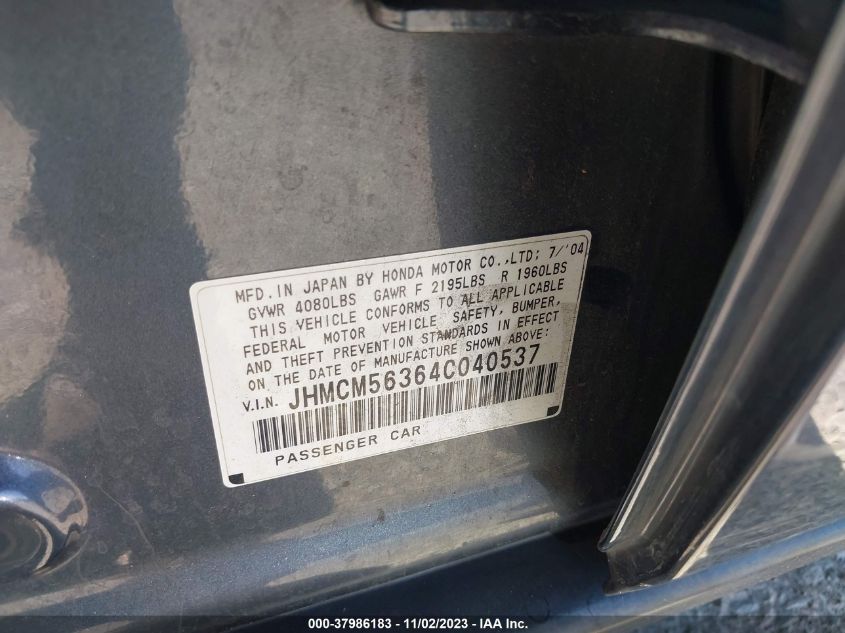 MFD. IN JAPAN BY HONDA MOTOR CO.,LTD; 7/'04
GVWR 4080LBS GAWR F 2195LBS R 1960LBS
THIS VEHICLE CONFORMS TO ALL APPLICABLE
FEDERAL MOTOR VEHICLE SAFETY, BUMPER,
AND THEFT PREVENTION STANDARDS IN EFFECT
ON THE DATE OF MANUFACTURE SHOWN ABOVE:
V.I.N. JHMCM56364C040537
PASSENGER CAR
000-37986183 - 11/02/2023 - © IAA Inc.